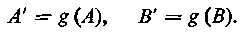 A′ = g (A), B′ = g (B).